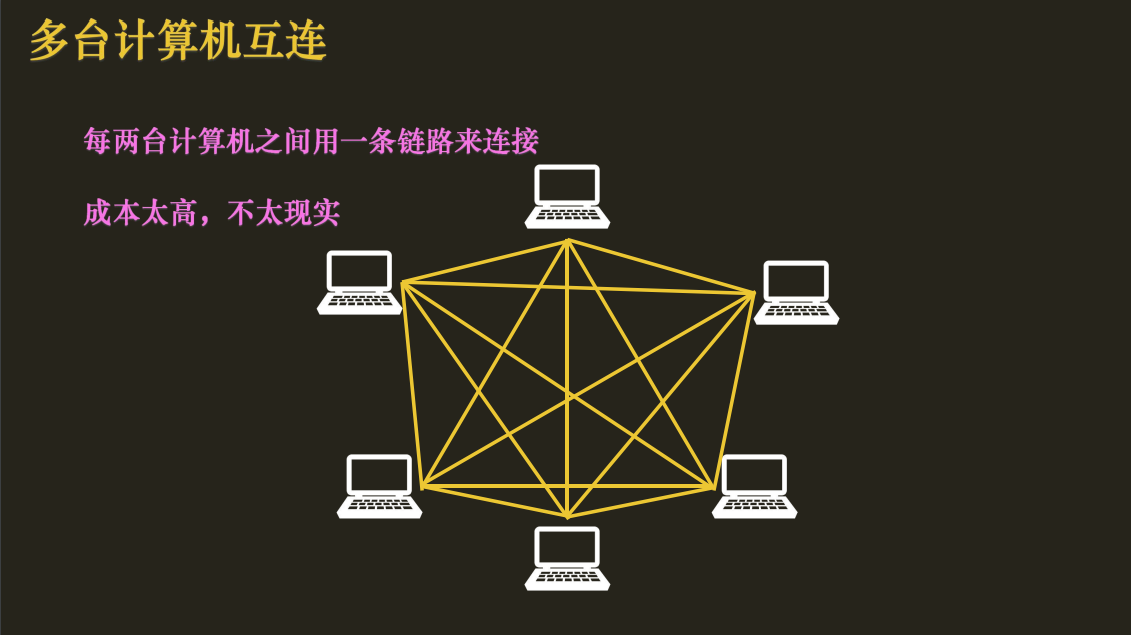 多台计算机互连
每两台计算机之间用一条链路来连接
成本太高，不太现实